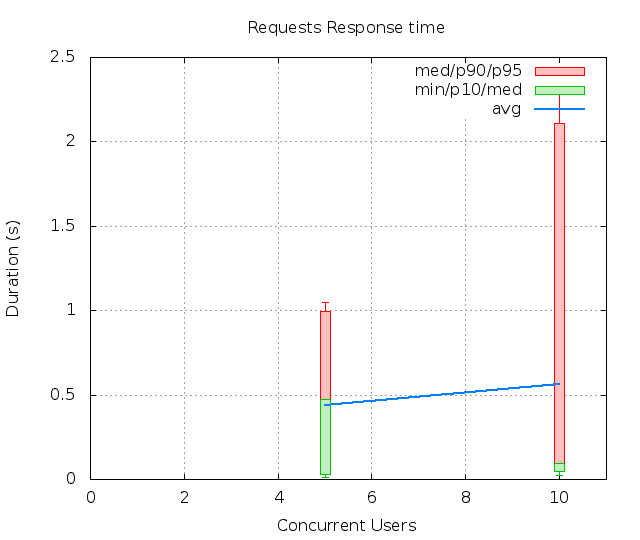 Requests Response time
2.5
2
1.5
1
0.5
0
med/p90/p95
min/p10/med
avg
Duration (s)
0 2 4 6 8 10
Concurrent Users